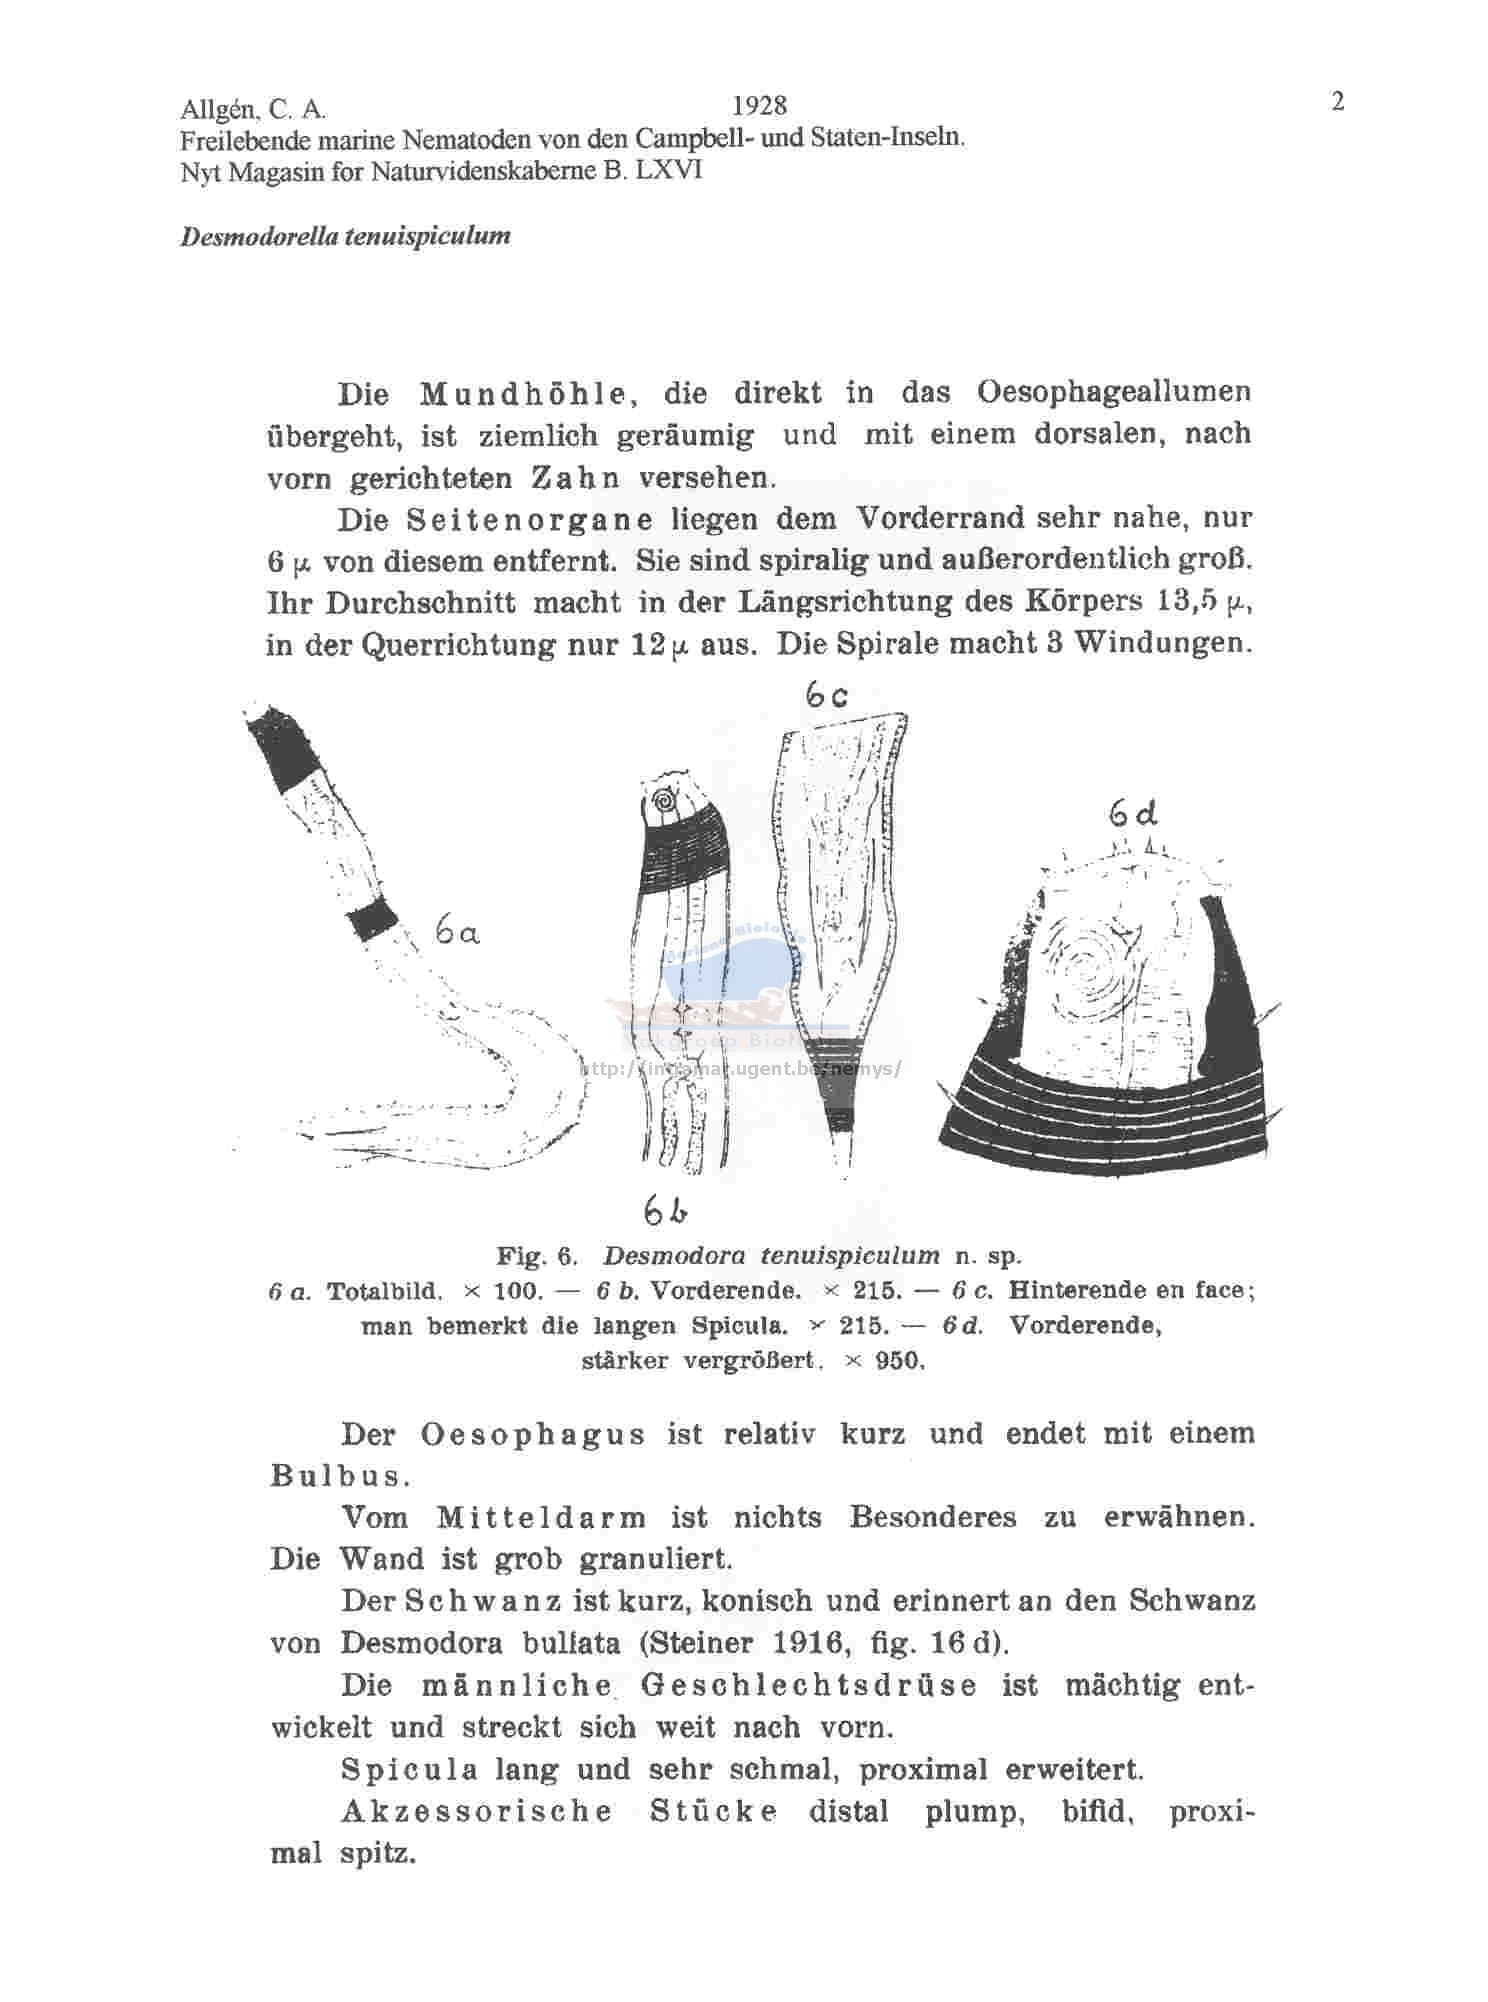 Allgén, C. A. 1928 2
Freilebende marine Nematoden von den Campbell- und Staten-Inseln.
Nyt Magasin for Naturvidenskaberne B. LXVI
Desmodorella tenuispiculum
Die Mundhöhle, die direkt in das Oesophageallumen
übergeht, ist ziemlich geräumig und mit einem dorsalen, nach
vorn gerichteten Zahn versehen.
Die Seitenorgane liegen dem Vorderrand sehr nahe, nur
6 μ von diesem entfernt. Sie sind spiralig und außerordentlich groß.
Ihr Durchschnitt macht in der Längsrichtung des Körpers 13,5 μ,
in der Querrichtung nur 12 μ aus. Die Spirale macht 3 Windungen.
6c
6d
6a
Mariene Biologie
Vakgroep Biologie
http://intramar.ugent.be/nemys/
6b
Fig. 6. Desmodora tenuispiculum n. sp.
6 a. Totalbild. × 100. — 6 b. Vorderende. × 215. — 6 c. Hinterende en face;
man bemerkt die langen Spicula. × 215. — 6 d. Vorderende,
stärker vergrößert. × 950.
Der Oesophagus ist relativ kurz und endet mit einem
Bulbus.
Vom Mitteldarm ist nichts Besonderes zu erwähnen.
Die Wand ist grob granuliert.
Der Schwanz ist kurz, konisch und erinnert an den Schwanz
von Desmodora bullata (Steiner 1916, fig. 16 d).
Die männliche Geschlechtsdrüse ist mächtig ent-
wickelt und streckt sich weit nach vorn.
Spicula lang und sehr schmal, proximal erweitert.
Akzessorische Stücke distal plump, bifid, proxi-
mal spitz.